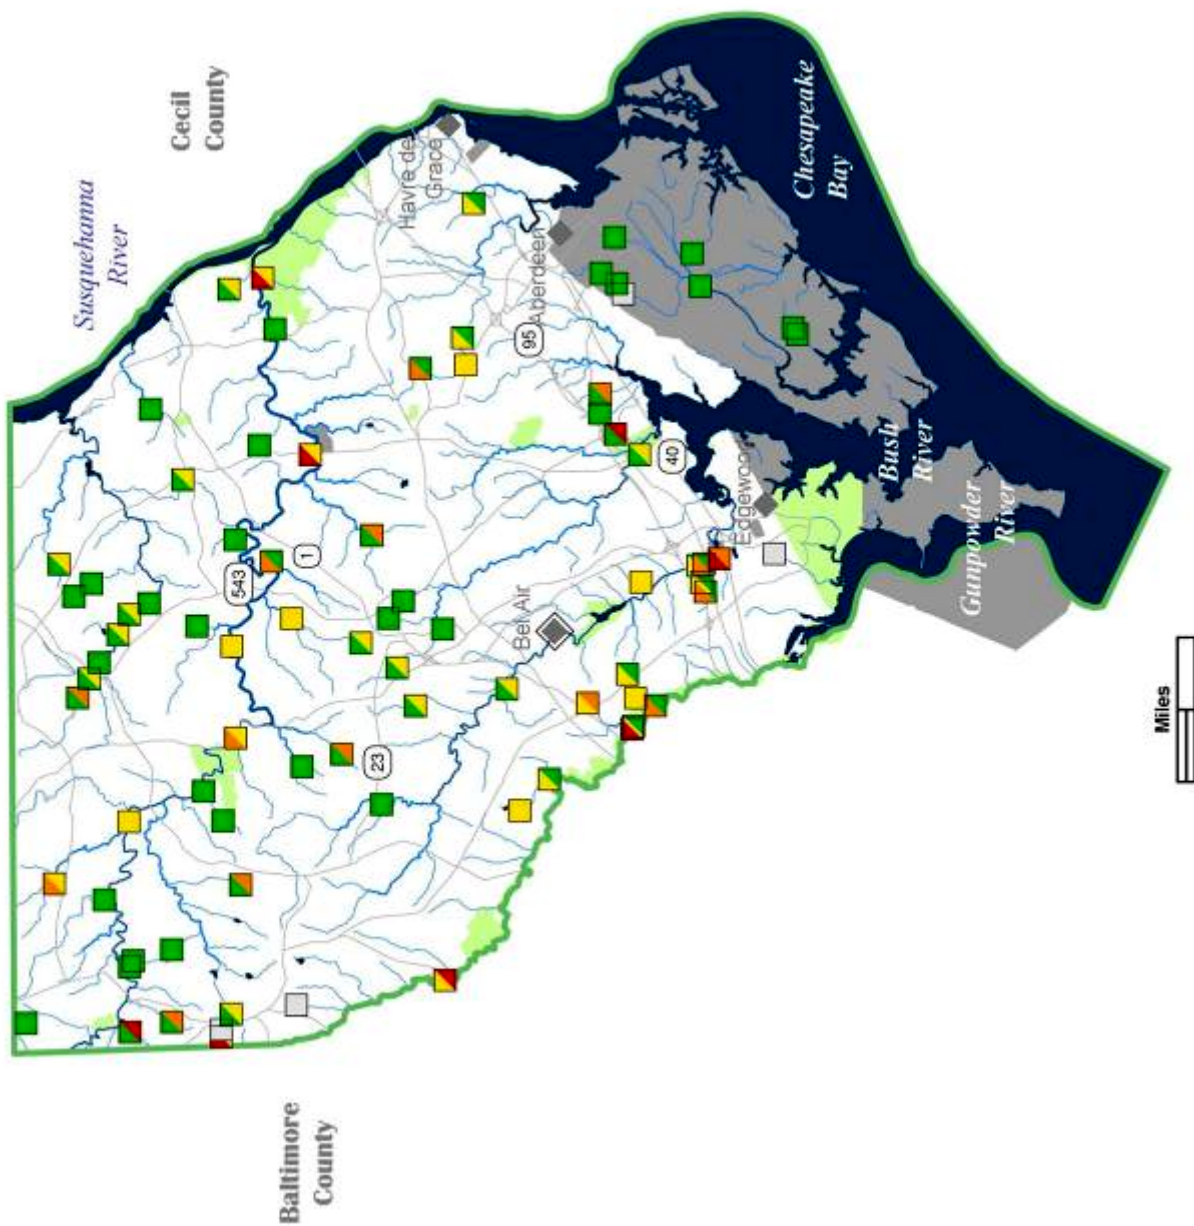 Susquehanna
River
Cecil
County
Havre de
Grace
Aberdeen
95
Chesapeake
Bay
40
Edgewood
Bush
River
Gunpowder
River
543
1
Bel Air
23
Baltimore
County
Miles